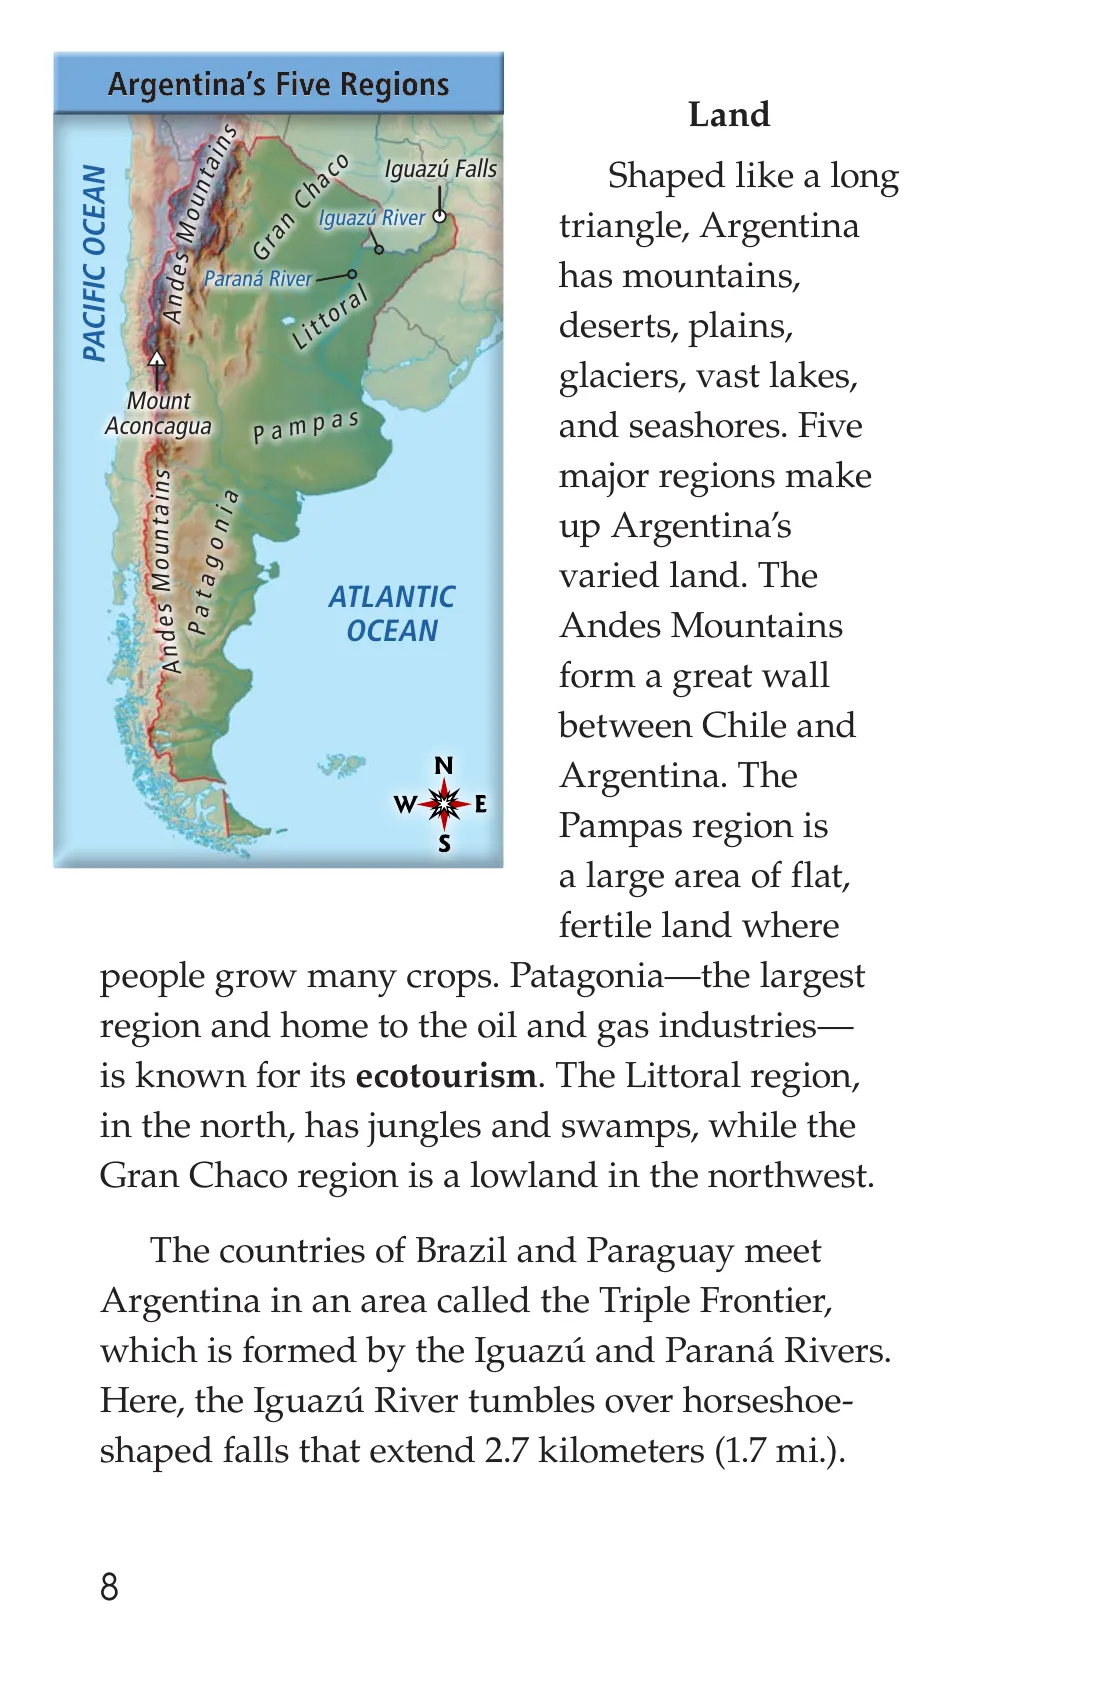 Argentina's Five Regions
PACIFIC OCEAN
Andes Mountains
Gran Chaco
Iguazú Falls
Iguazú River
Paraná River
Littoral
Mount
Aconcagua
Pampas
Andes Mountains
Patagonia
ATLANTIC
OCEAN
N
W E
S
Land
Shaped like a long
triangle, Argentina
has mountains,
deserts, plains,
glaciers, vast lakes,
and seashores. Five
major regions make
up Argentina's
varied land. The
Andes Mountains
form a great wall
between Chile and
Argentina. The
Pampas region is
a large area of flat,
fertile land where
people grow many crops. Patagonia—the largest
region and home to the oil and gas industries—
is known for its ecotourism. The Littoral region,
in the north, has jungles and swamps, while the
Gran Chaco region is a lowland in the northwest.
The countries of Brazil and Paraguay meet
Argentina in an area called the Triple Frontier,
which is formed by the Iguazú and Paraná Rivers.
Here, the Iguazú River tumbles over horseshoe-
shaped falls that extend 2.7 kilometers (1.7 mi.).
8